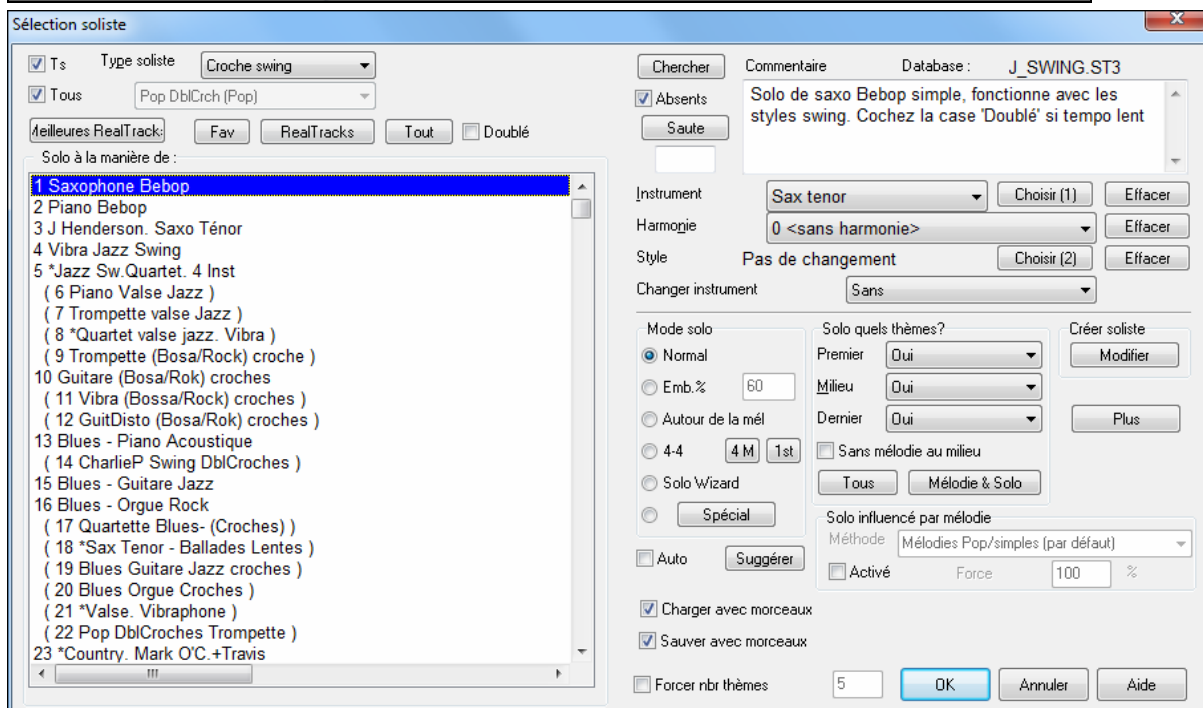 Sélection soliste
Ts Type soliste Croche swing
Tous Pop DblCrch (Pop)
Meilleures RealTrack: Fav RealTracks Tout Doublé
Solo à la manière de :
1 Saxophone Bebop
2 Piano Bebop
3 J Henderson. Saxo Ténor
4 Vibra Jazz Swing
5 *Jazz Sw.Quartet. 4 Inst
( 6 Piano Valse Jazz )
( 7 Trompette valse Jazz )
( 8 *Quartet valse jazz. Vibra )
( 9 Trompette (Bosa/Rock) croche )
10 Guitare (Bosa/Rok) croches
( 11 Vibra (Bossa/Rock) croches )
( 12 GuitDisto (Bosa/Rok) croches )
13 Blues - Piano Acoustique
( 14 CharlieP Swing DblCroches )
15 Blues - Guitare Jazz
16 Blues - Orgue Rock
( 17 Quartette Blues- (Croches) )
( 18 *Sax Tenor - Ballades Lentes )
( 19 Blues Guitare Jazz croches )
( 20 Blues Orgue Croches )
( 21 *Valse. Vibraphone )
( 22 Pop DblCroches Trompette )
23 *Country. Mark O'C.+Travis
Chercher Commentaire Database : J_SWING.ST3
Absents
Saute
Solo de saxo Bebop simple, fonctionne avec les
styles swing. Cochez la case 'Doublé' si tempo lent
Instrument Sax tenor Choisir (1) Effacer
Harmonie 0 <sans harmonie> Effacer
Style Pas de changement Choisir (2) Effacer
Changer instrument Sans
Mode solo
Normal
Emb.% 60
Autour de la mél
4-4 4 M 1st
Solo Wizard
Spécial
Auto Suggérer
Solo quels thèmes?
Premier Oui
Milieu Oui
Dernier Oui
Sans mélodie au milieu
Tous Mélodie & Solo
Créer soliste
Modifier
Plus
Solo influencé par mélodie
Méthode Mélodies Pop/simples (par défaut)
Activé Force 100 %
Charger avec morceaux
Sauver avec morceaux
Forcer nbr thèmes 5 OK Annuler Aide